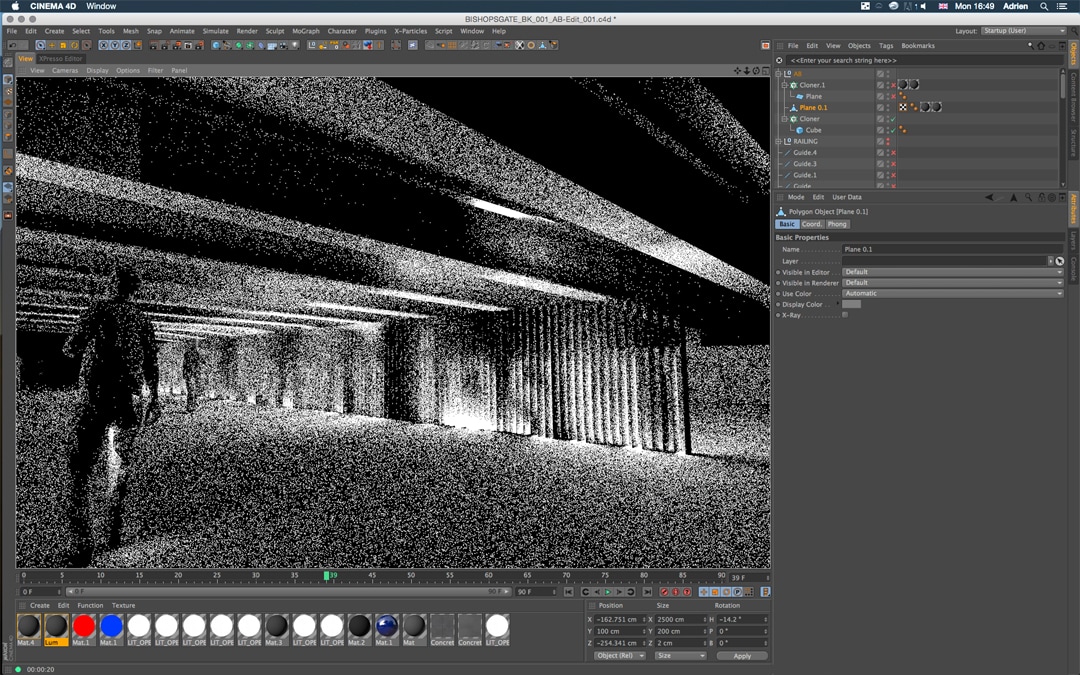 CINEMA 4D Window
Mon 16:49 Adrien
BISHOPSGATE_BK_001_AB-Edit_001.c4d *
File Edit Create Select Tools Mesh Snap Animate Simulate Render Sculpt MoGraph Character Plugins X-Particles Script Window Help
Layout: Startup (User)
View XPresso Editor
View Cameras Display Options Filter Panel
File Edit View Objects Tags Bookmarks
<<Enter your search string here>>
Cloner.1
Plane
Plane 0.1
Cloner
Cube
RAILING
Guide.4
Guide.3
Guide.1
Guide
Objects
Content Browser
Structure
Mode Edit User Data
Polygon Object [Plane 0.1]
Basic Coord. Phong
Basic Properties
Name Plane 0.1
Layer
Visible in Editor Default
Visible in Renderer Default
Use Color Automatic
Display Color
X-Ray
Attributes
Layers
Console
0 5 10 15 20 25 30 39 45 50 55 60 65 70 75 80 85 90 39 F
0 F 0 F 90 F 90 F
Create Edit Function Texture
Mat.4 Lum Mat.1 Mat.1 LIT_OPE LIT_OPE LIT_OPE LIT_OPE LIT_OPE Mat.3 LIT_OPE LIT_OPE Mat.2 Mat.1 Mat Concret Concret LIT_OPE
Position Size Rotation
X -162.751 cm X 2500 cm H -14.2 °
Y 100 cm Y 200 cm P 0 °
Z -254.341 cm Z 2 cm B 0 °
Object (Rel) Size Apply
00:00:20